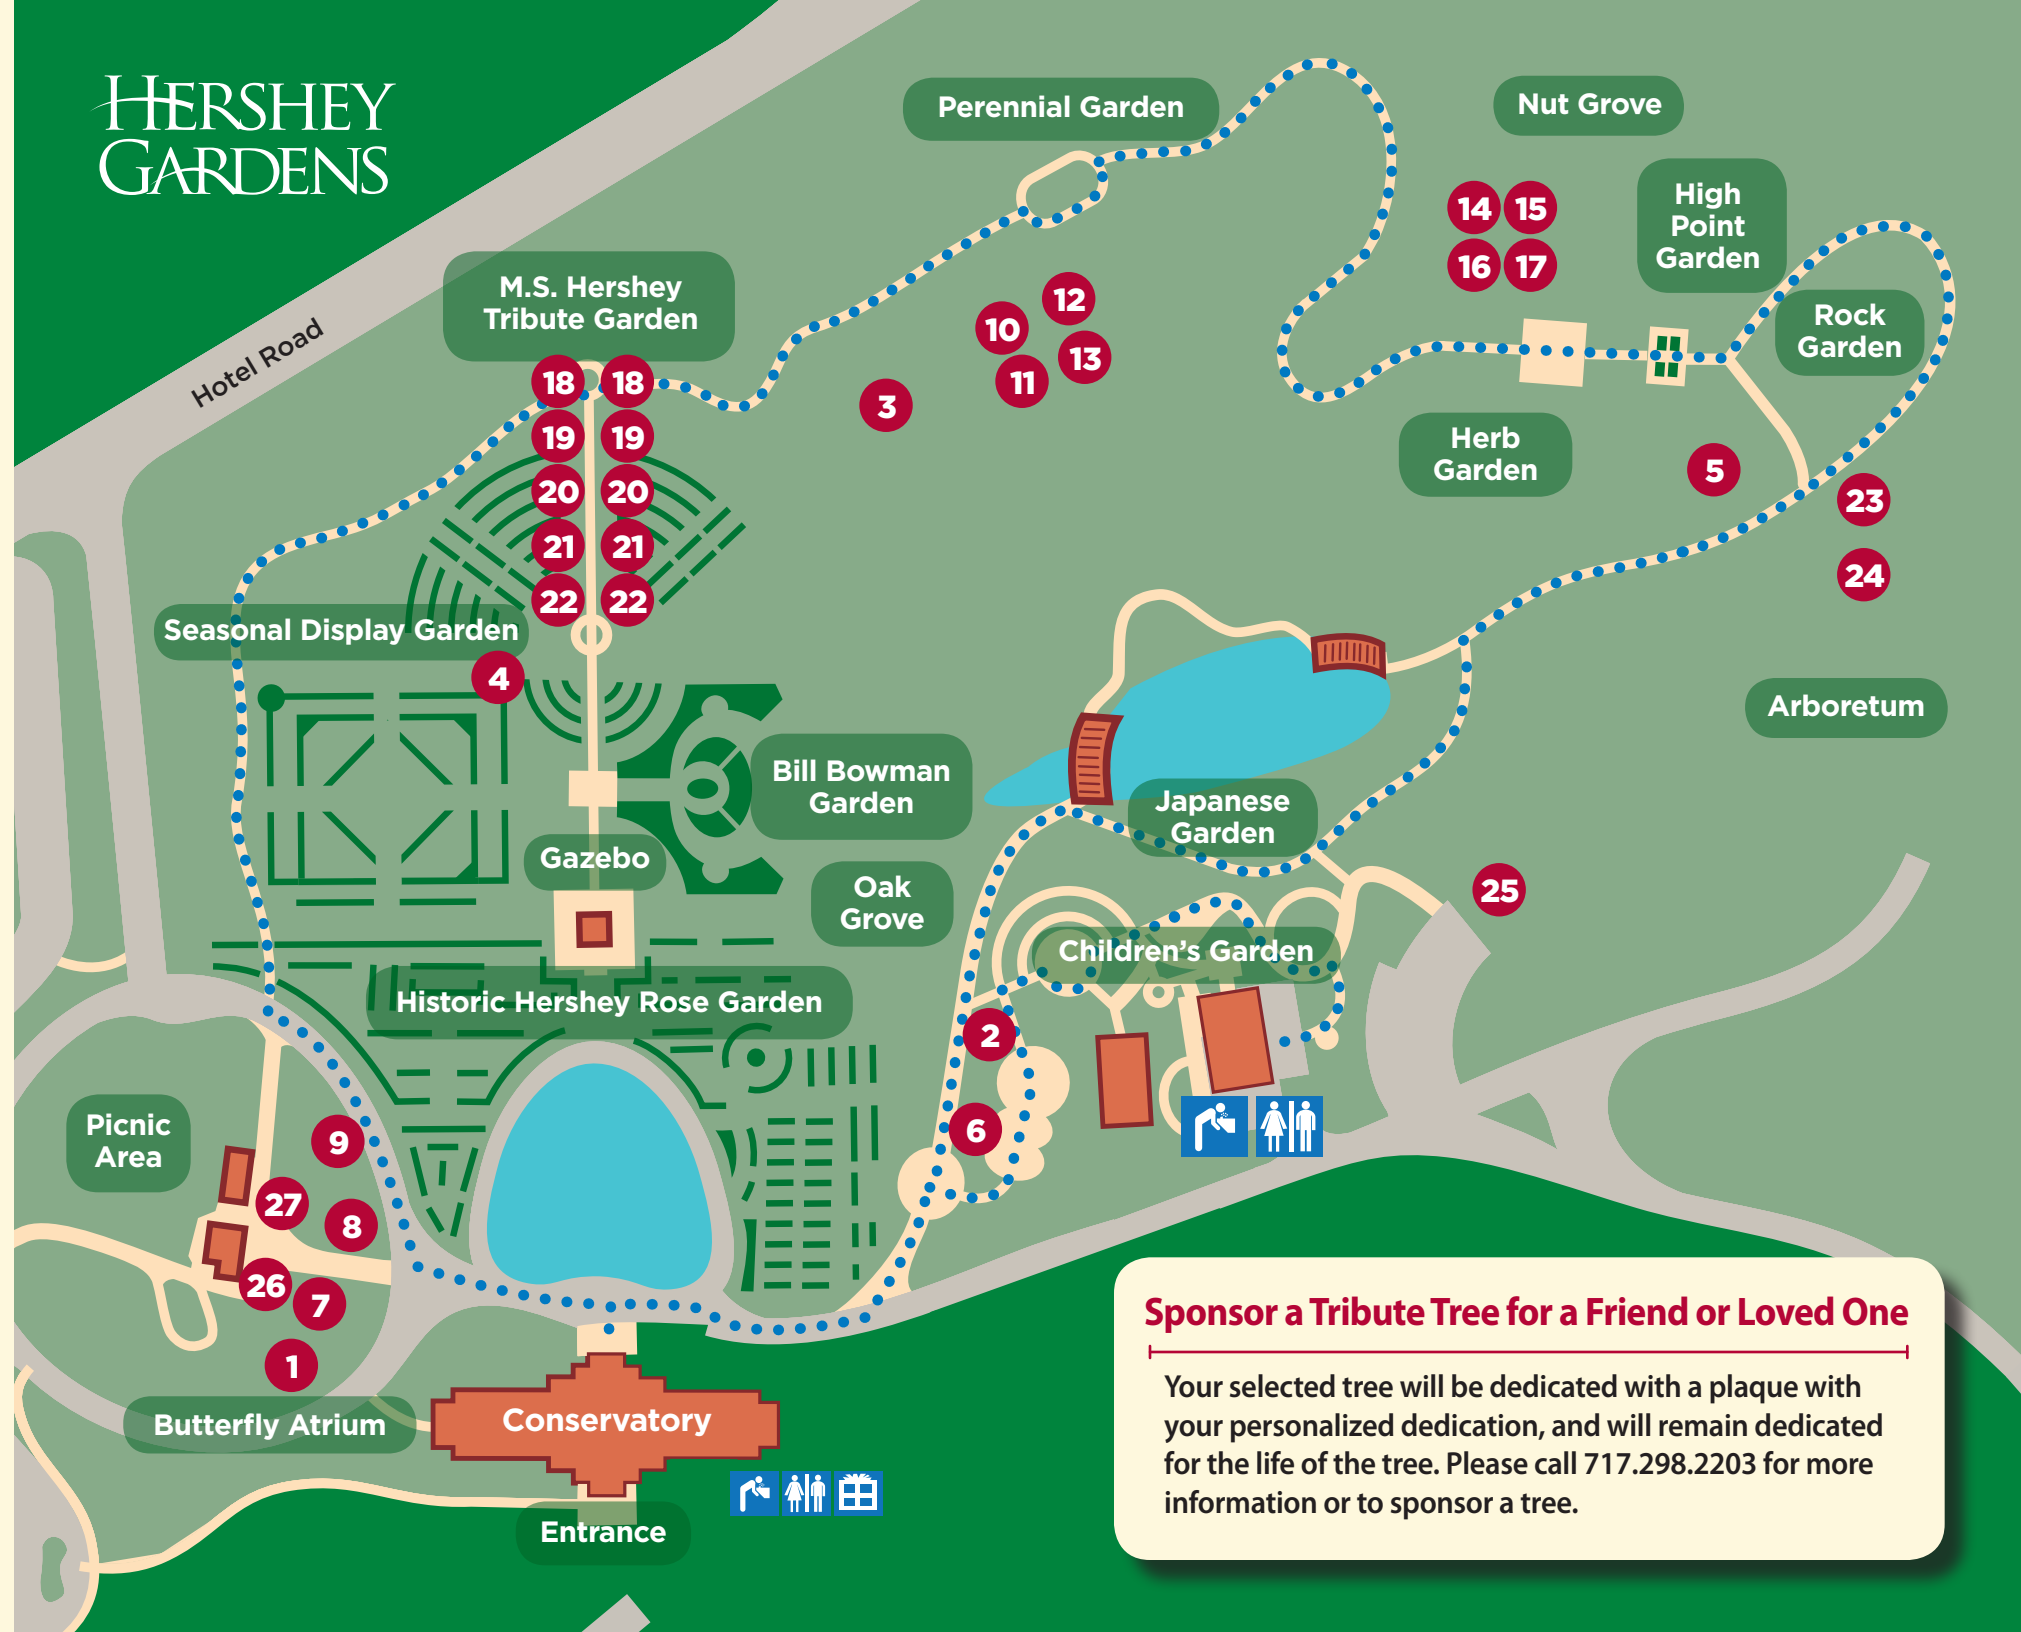 HERSHEY
GARDENS
Hotel Road
Perennial Garden
Nut Grove
High
Point
Garden
14 15
16 17
M.S. Hershey
Tribute Garden
Rock
Garden
12
10
13
11
3
18 18
19 19
20 20
21 21
22 22
Herb
Garden
5
23
24
Seasonal Display Garden
4
Arboretum
Bill Bowman
Garden
Japanese
Garden
Gazebo
Oak
Grove
25
Children's Garden
Historic Hershey Rose Garden
2
6
Picnic
Area
9
27
8
26
7
1
Butterfly Atrium
Conservatory
Entrance
Sponsor a Tribute Tree for a Friend or Loved One
Your selected tree will be dedicated with a plaque with
your personalized dedication, and will remain dedicated
for the life of the tree. Please call 717.298.2203 for more
information or to sponsor a tree.